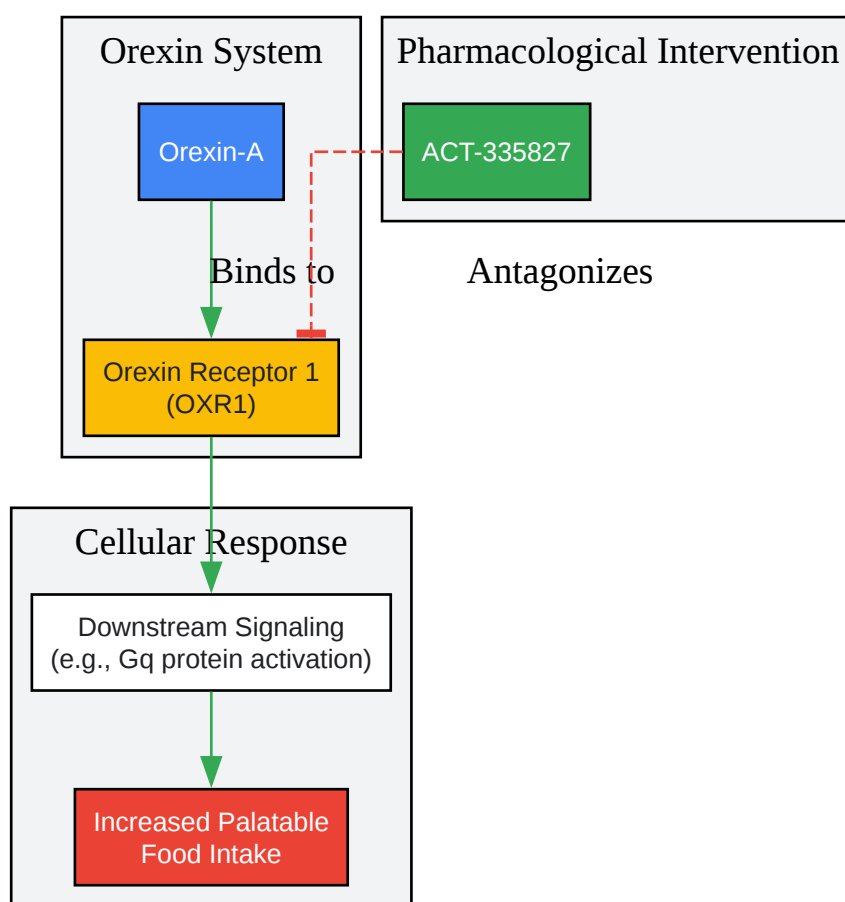 Orexin System
Pharmacological Intervention
Orexin-A
ACT-335827
Binds to
Antagonizes
Orexin Receptor 1
(OXR1)
Cellular Response
Downstream Signaling
(e.g., Gq protein activation)
Increased Palatable
Food Intake